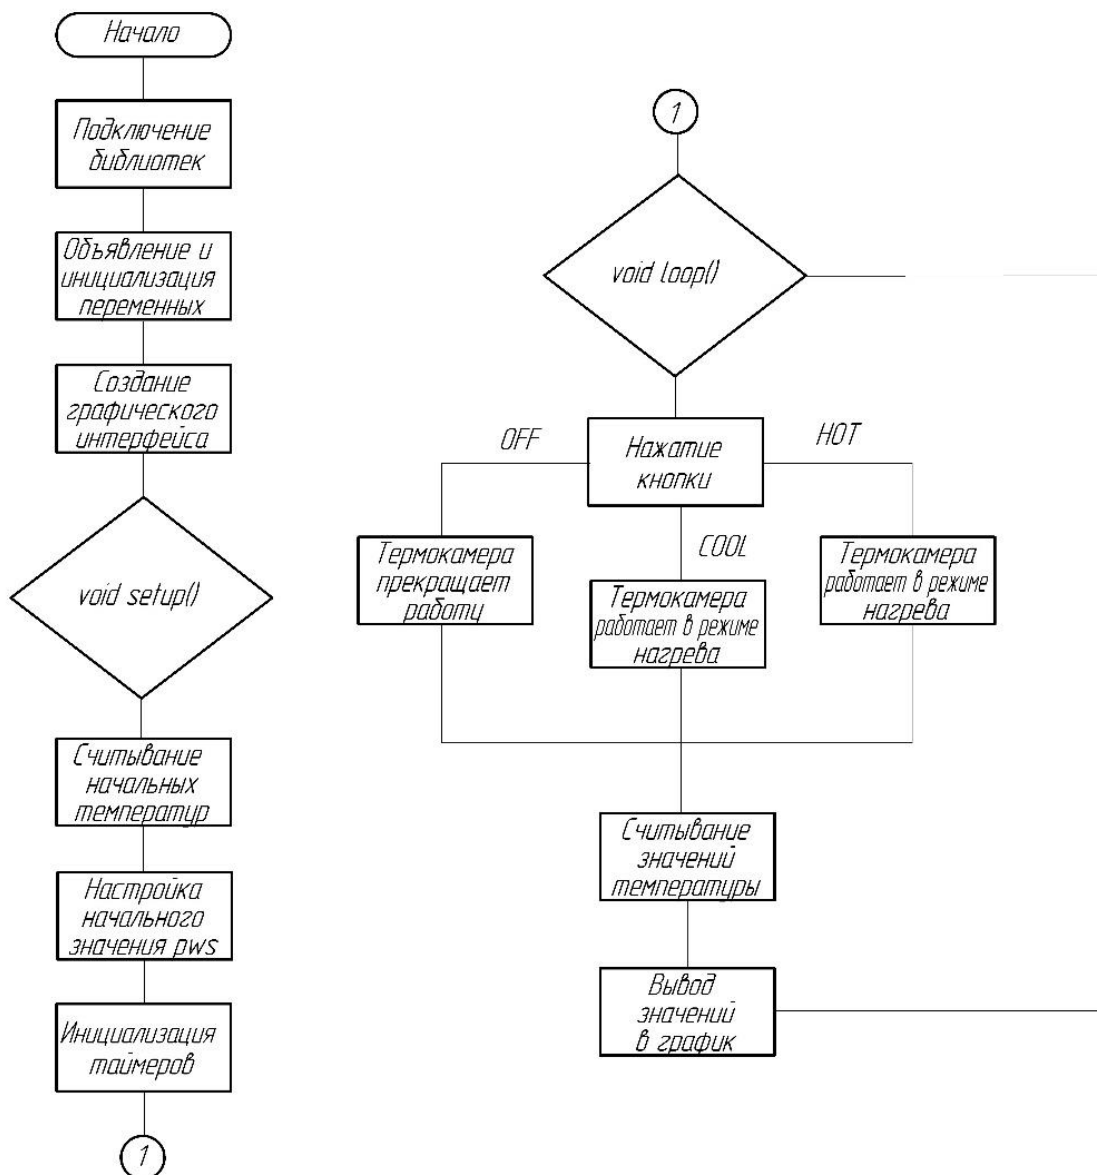 Начало
Подключение
библиотек
Объявление и
инициализация
переменных
Создание
графического
интерфейса
void setup()
Считывание
начальных
температур
Настройка
начального
значения pws
Инициализация
таймеров
1
1
void loop()
Нажатие
кнопки
OFF
COOL
HOT
Термокамера
прекращает
работу
Термокамера
работает в режиме
нагрева
Термокамера
работает в режиме
нагрева
Считывание
значений
температуры
Вывод
значений
в график